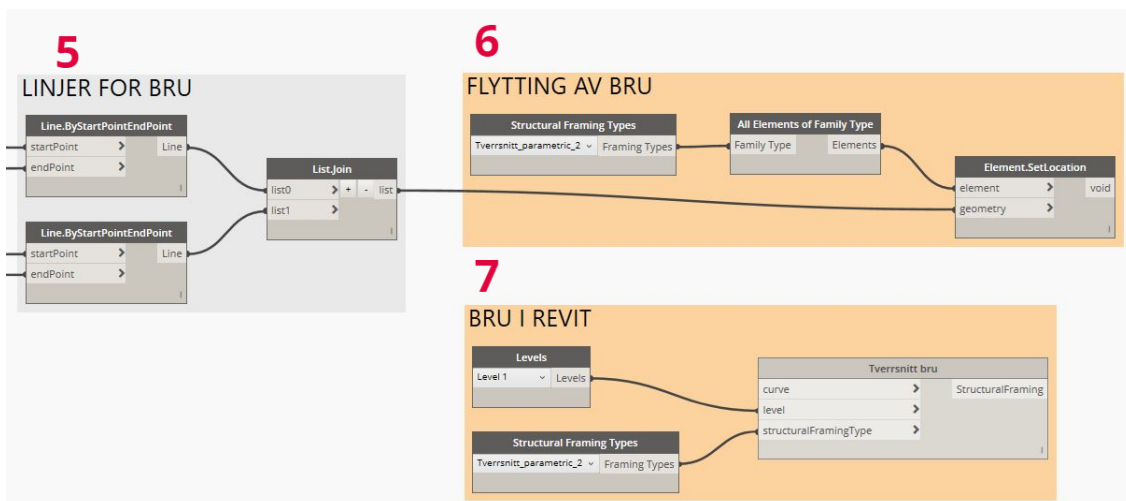 5
LINJER FOR BRU
Line.ByStartPointEndPoint
startPoint > Line
endPoint >
List.Join
list0 > + - list
list1 >
Line.ByStartPointEndPoint
startPoint > Line
endPoint >
6
FLYTTING AV BRU
Structural Framing Types
Tverrsnitt_parametric_2 Framing Types
All Elements of Family Type
Family Type Elements
Element.SetLocation
element > void
geometry >
7
BRU I REVIT
Levels
Level 1 Levels
Structural Framing Types
Tverrsnitt_parametric_2 Framing Types
Tverrsnitt bru
curve > StructuralFraming
level >
structuralFramingType >